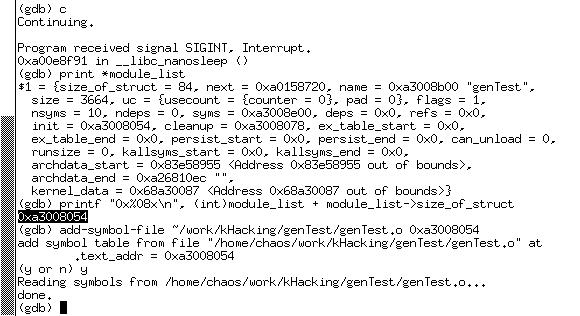 (gdb) c
Continuing.
Program received signal SIGINT, Interrupt.
0xa00e8f91 in __libc_nanosleep ()
(gdb) print *module_list
$1 = {size_of_struct = 84, next = 0xa0158720, name = 0xa3008b00 "genTest",
size = 3664, uc = {usecount = {counter = 0}, pad = 0}, flags = 1,
nsyms = 10, ndeps = 0, syms = 0xa3008e00, deps = 0x0, refs = 0x0,
init = 0xa3008054, cleanup = 0xa3008078, ex_table_start = 0x0,
ex_table_end = 0x0, persist_start = 0x0, persist_end = 0x0, can_unload = 0,
runsize = 0, kallsyms_start = 0x0, kallsyms_end = 0x0,
archdata_start = 0x83e58955 <Address 0x83e58955 out of bounds>,
archdata_end = 0xa26810ec "",
kernel_data = 0x68a30087 <Address 0x68a30087 out of bounds>}
(gdb) printf "0x%08x\n", (int)module_list + module_list->size_of_struct
0xa3008054
(gdb) add-symbol-file ~/work/kHacking/genTest/genTest.o 0xa3008054
add symbol table from file "/home/chaos/work/kHacking/genTest/genTest.o" at
.text_addr = 0xa3008054
(y or n) y
Reading symbols from /home/chaos/work/kHacking/genTest/genTest.o...
done.
(gdb)